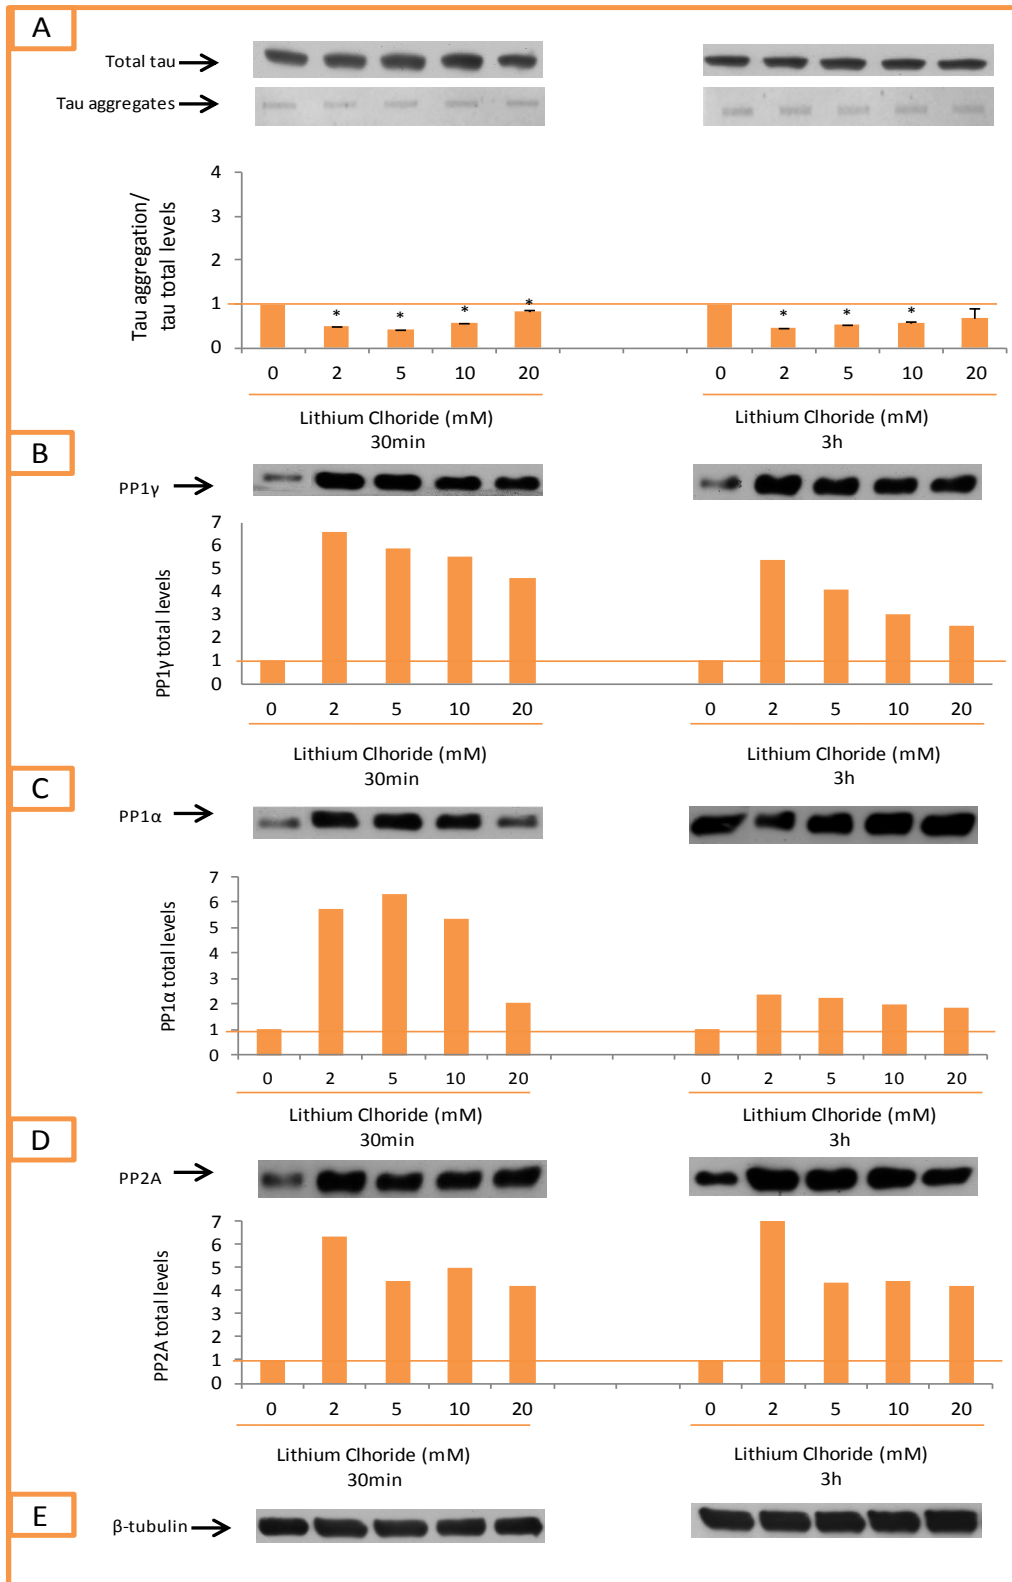 A
Total tau
Tau aggregates
Tau aggregation/
tau total levels
4
3
2
1
0
* * * *
* * *
0 2 5 10 20
0 2 5 10 20
Lithium Clhoride (mM)
30min
Lithium Clhoride (mM)
3h
B
PP1γ
PP1γ total levels
7
6
5
4
3
2
1
0
0 2 5 10 20
0 2 5 10 20
Lithium Clhoride (mM)
30min
Lithium Clhoride (mM)
3h
C
PP1α
PP1α total levels
7
6
5
4
3
2
1
0
0 2 5 10 20
0 2 5 10 20
Lithium Clhoride (mM)
30min
Lithium Clhoride (mM)
3h
D
PP2A
PP2A total levels
7
6
5
4
3
2
1
0
0 2 5 10 20
0 2 5 10 20
Lithium Clhoride (mM)
30min
Lithium Clhoride (mM)
3h
E
β-tubulin